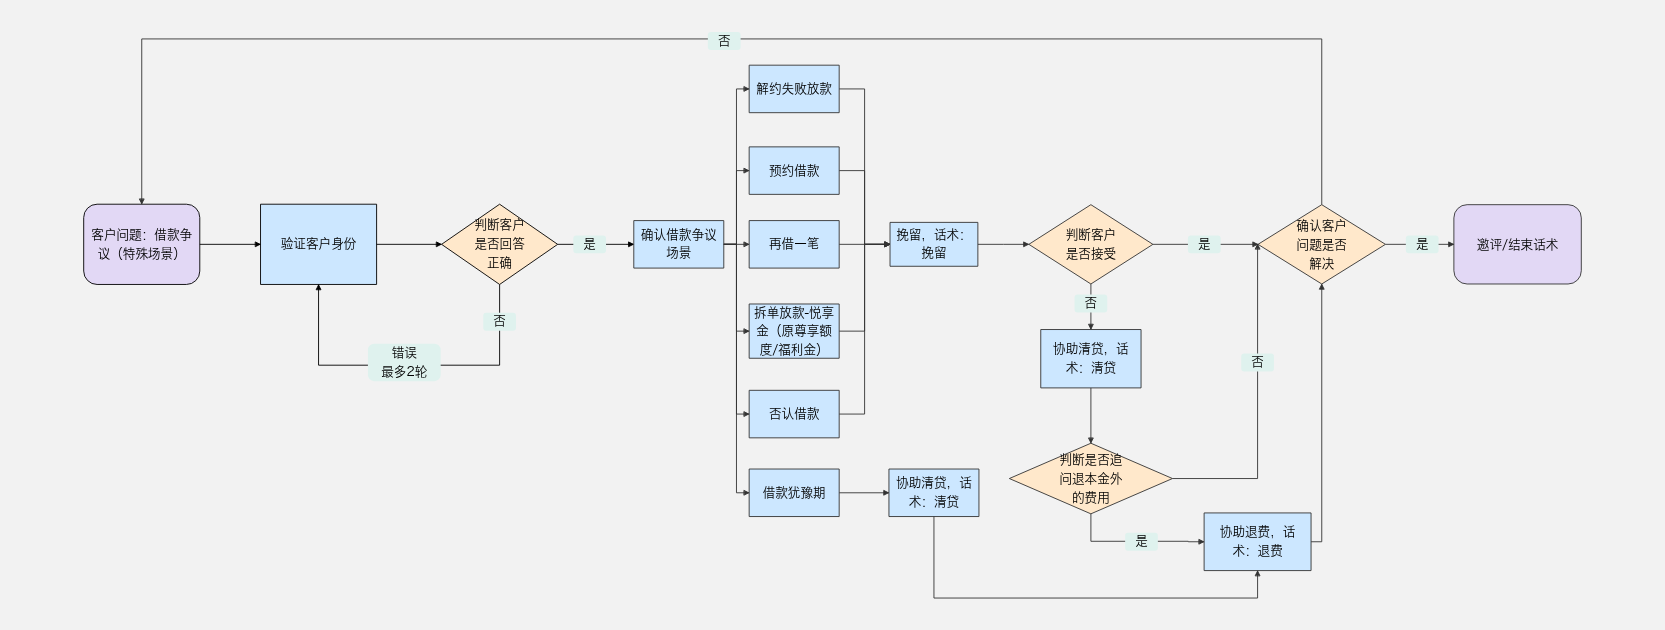 否
客户问题：借款争
议（特殊场景）
验证客户身份
判断客户
是否回答
正确
是
否
错误
最多2轮
确认借款争议
场景
解约失败放款
预约借款
再借一笔
拆单放款-悦享
金（原尊享额
度/福利金）
否认借款
借款犹豫期
挽留，话术：
挽留
协助清贷，话
术：清贷
判断客户
是否接受
是
否
协助清贷，话
术：清贷
判断是否追
问退本金外
的费用
是
否
协助退费，话
术：退费
确认客户
问题是否
解决
是
邀评/结束话术